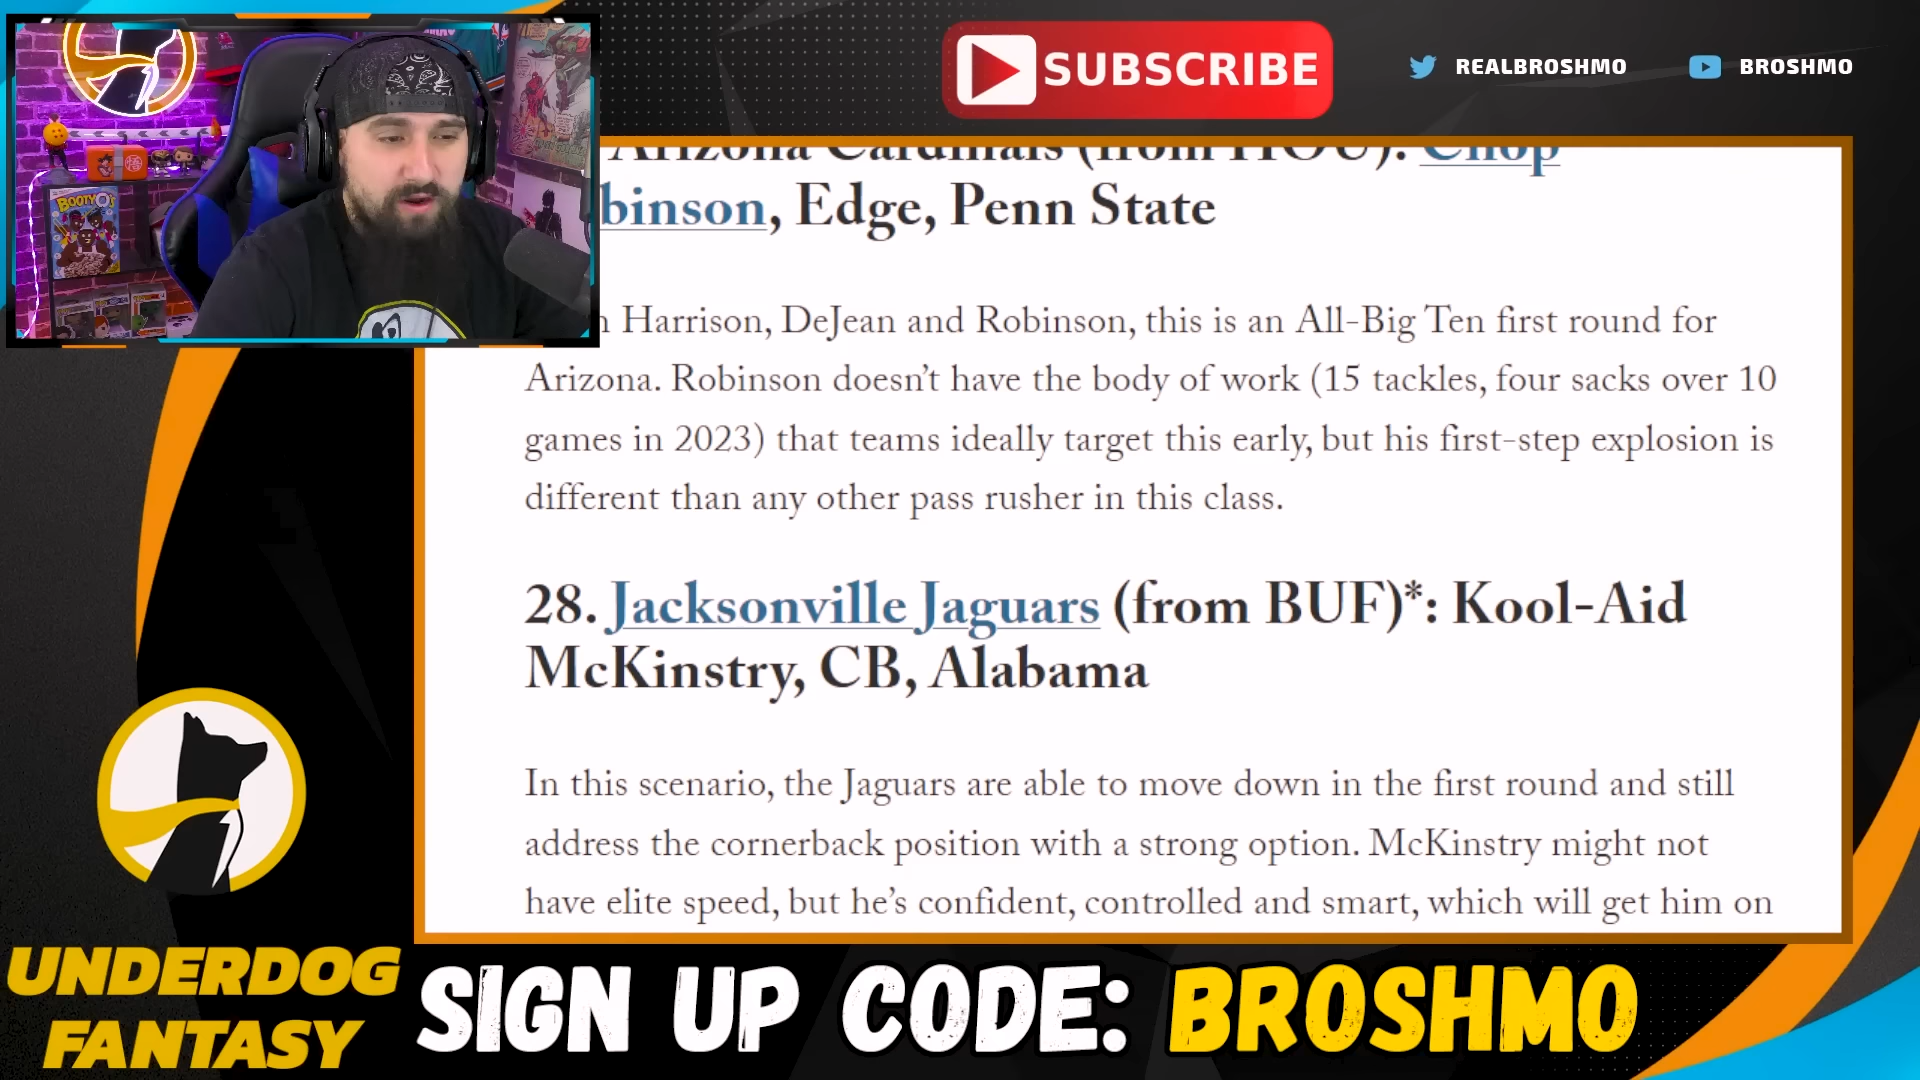 SUBSCRIBE
REALBROSHMO
BROSHMO
BOOTY O's
Arizona Cardinals (from HOU): Chop
binson, Edge, Penn State
n Harrison, DeJean and Robinson, this is an All-Big Ten first round for
Arizona. Robinson doesn't have the body of work (15 tackles, four sacks over 10
games in 2023) that teams ideally target this early, but his first-step explosion is
different than any other pass rusher in this class.
28. Jacksonville Jaguars (from BUF)*: Kool-Aid
McKinstry, CB, Alabama
In this scenario, the Jaguars are able to move down in the first round and still
address the cornerback position with a strong option. McKinstry might not
have elite speed, but he's confident, controlled and smart, which will get him on
UNDERDOG
FANTASY
SIGN UP CODE: BROSHMO